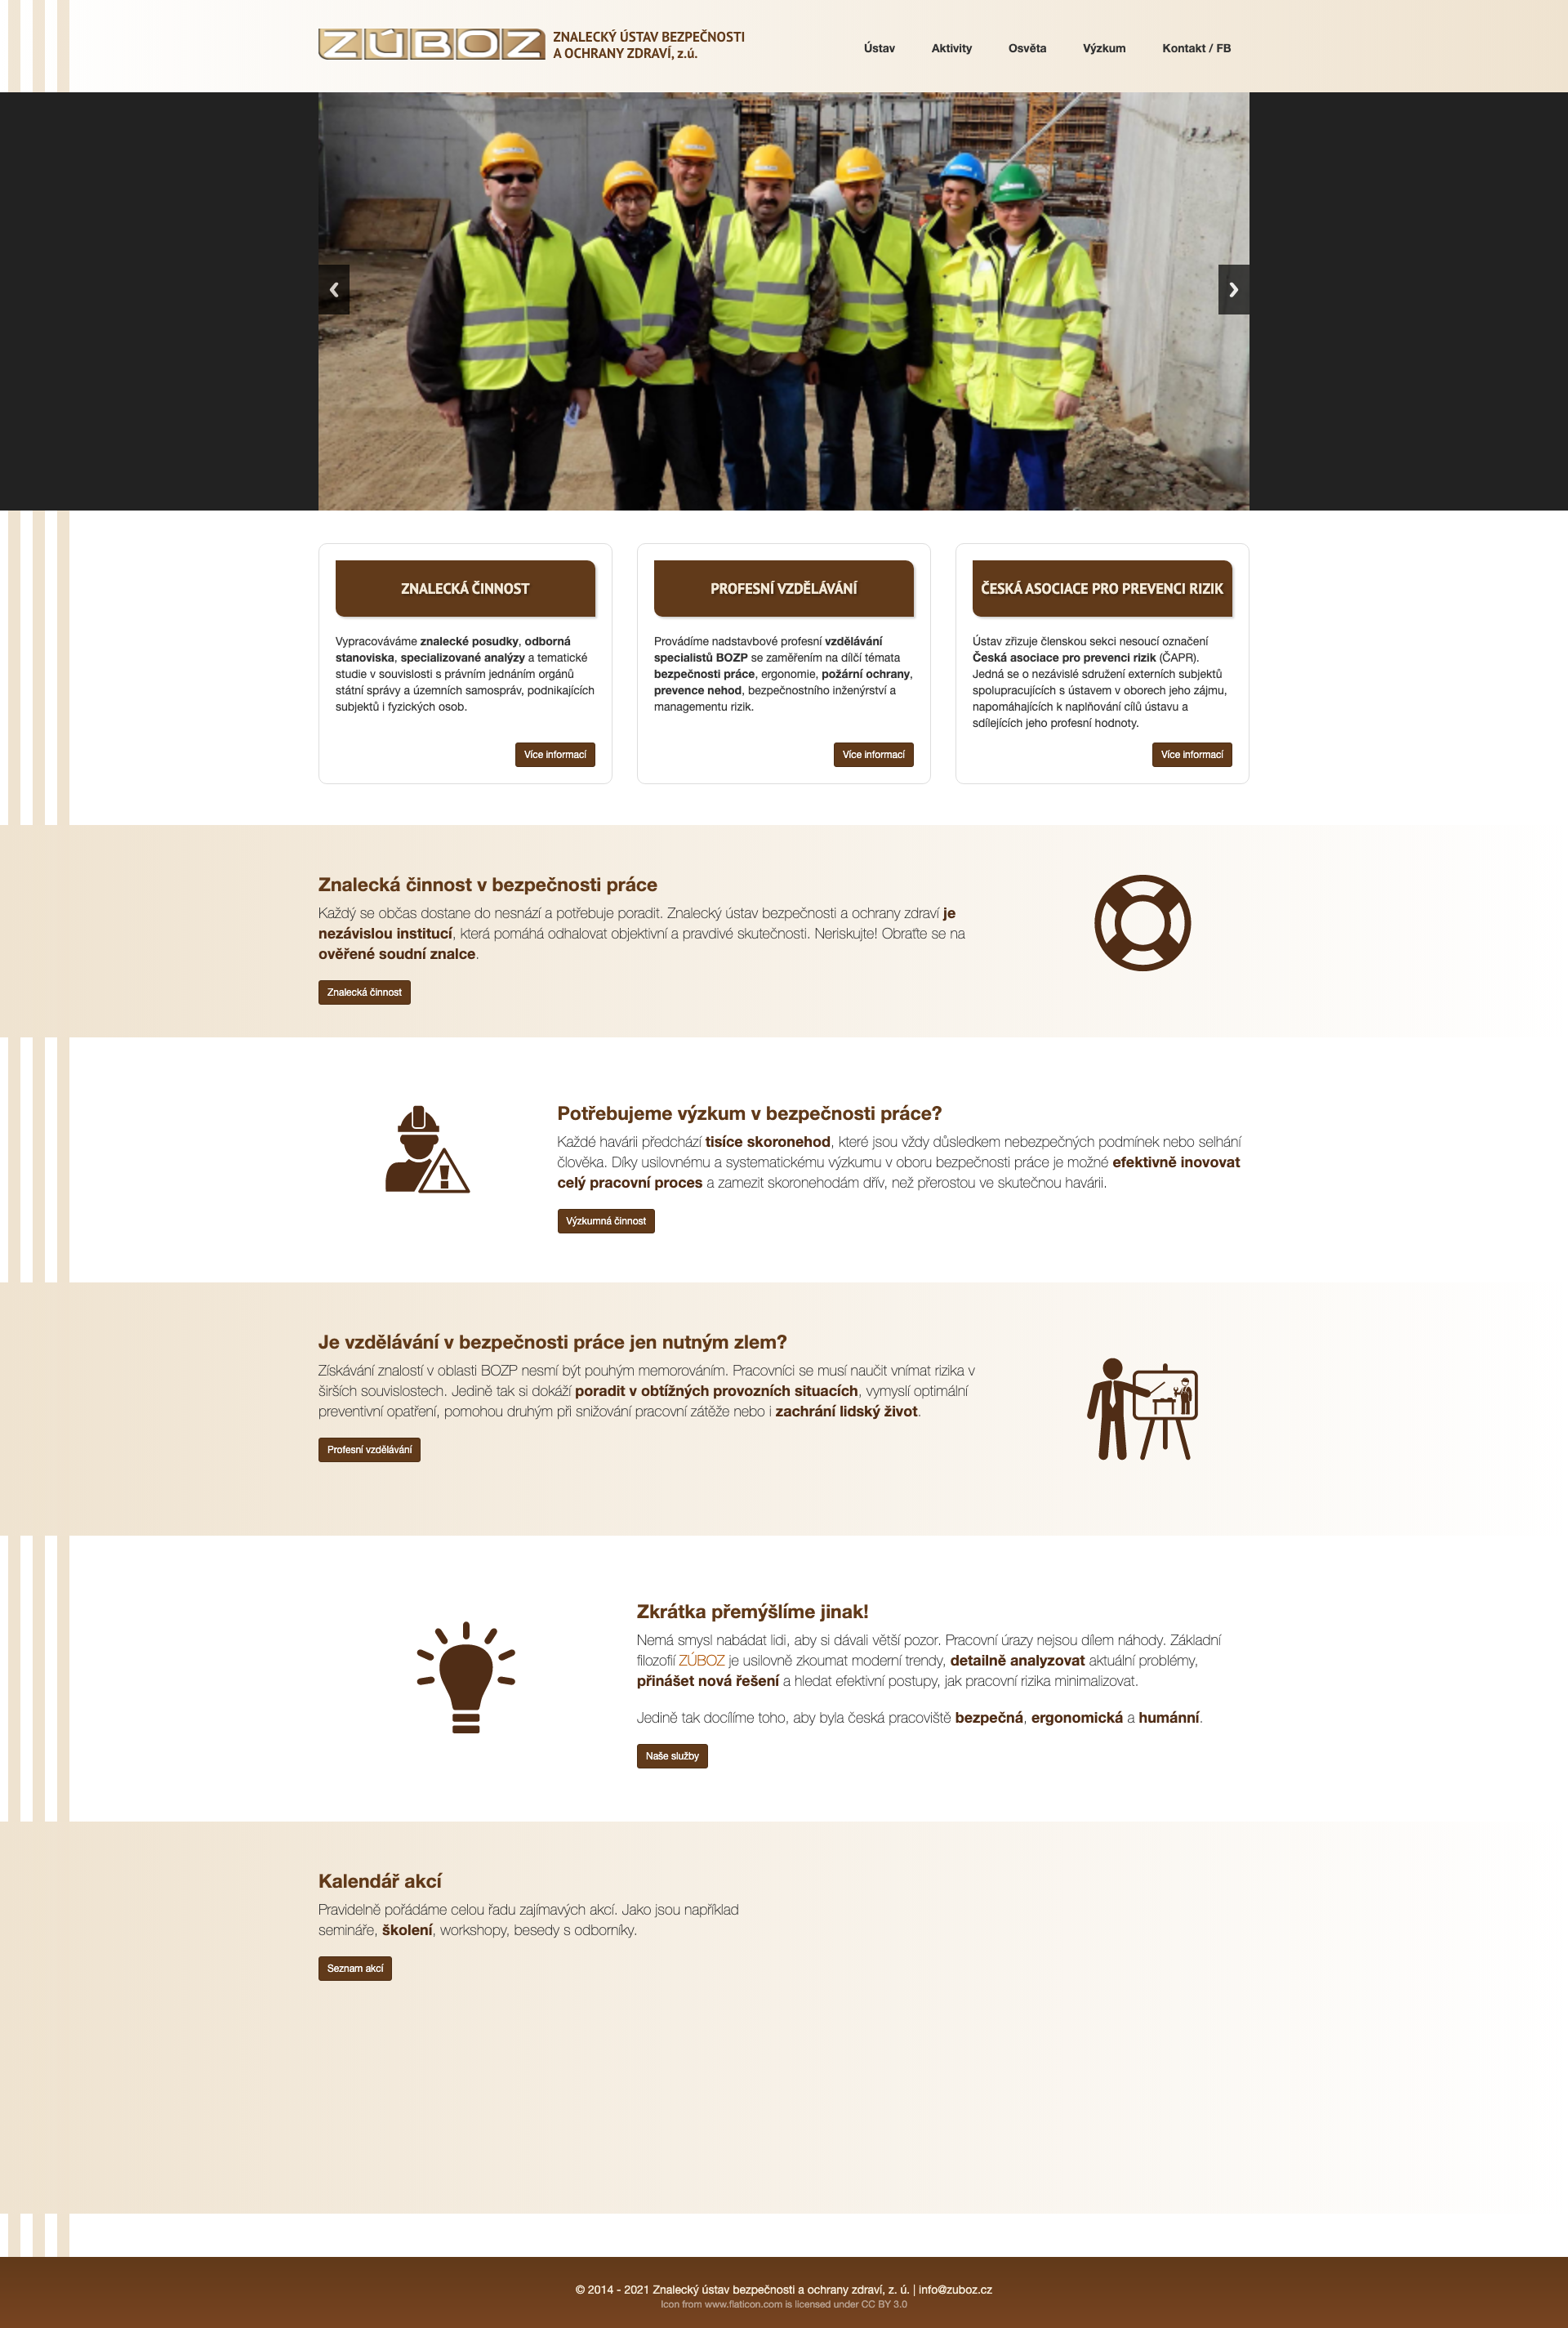 ZÚBOZ
ZNALECKÝ ÚSTAV BEZPEČNOSTI
A OCHRANY ZDRAVÍ, z.ú.
Ústav
Aktivity
Osvěta
Výzkum
Kontakt / FB
ZNALECKÁ ČINNOST
Vypracováváme znalecké posudky, odborná
stanoviska, specializované analýzy a tematické
studie v souvislosti s právním jednáním orgánů
státní správy a územních samospráv, podnikajících
subjektů i fyzických osob.
Více informací
PROFESNÍ VZDĚLÁVÁNÍ
Provádíme nadstavbové profesní vzdělávání
specialistů BOZP se zaměřením na dílčí témata
bezpečnosti práce, ergonomie, požární ochrany,
prevence nehod, bezpečnostního inženýrství a
managementu rizik.
Více informací
ČESKÁ ASOCIACE PRO PREVENCI RIZIK
Ústav zřizuje členskou sekci nesoucí označení
Česká asociace pro prevenci rizik (ČAPR).
Jedná se o nezávislé sdružení externích subjektů
spolupracujících s ústavem v oborech jeho zájmu,
napomáhajících k naplňování cílů ústavu a
sdílejících jeho profesní hodnoty.
Více informací
Znalecká činnost v bezpečnosti práce
Každý se občas dostane do nesnází a potřebuje poradit. Znalecký ústav bezpečnosti a ochrany zdraví je
nezávislou institucí, která pomáhá odhalovat objektivní a pravdivé skutečnosti. Neriskujte! Obraťte se na
ověřené soudní znalce.
Znalecká činnost
Potřebujeme výzkum v bezpečnosti práce?
Každé havárii předchází tisíce skoronehod, které jsou vždy důsledkem nebezpečných podmínek nebo selhání
člověka. Díky usilovnému a systematickému výzkumu v oboru bezpečnosti práce je možné efektivně inovovat
celý pracovní proces a zamezit skoronehodám dřív, než přerostou ve skutečnou havárii.
Výzkumná činnost
Je vzdělávání v bezpečnosti práce jen nutným zlem?
Získávání znalostí v oblasti BOZP nesmí být pouhým memorováním. Pracovníci se musí naučit vnímat rizika v
širších souvislostech. Jedině tak si dokáží poradit v obtížných provozních situacích, vymyslí optimální
preventivní opatření, pomohou druhým při snižování pracovní zátěže nebo i zachrání lidský život.
Profesní vzdělávání
Zkrátka přemýšlíme jinak!
Nemá smysl nabádat lidi, aby si dávali větší pozor. Pracovní úrazy nejsou dílem náhody. Základní
filozofií ZÚBOZ je usilovně zkoumat moderní trendy, detailně analyzovat aktuální problémy,
přinášet nová řešení a hledat efektivní postupy, jak pracovní rizika minimalizovat.
Jedině tak docílíme toho, aby byla česká pracoviště bezpečná, ergonomická a humánní.
Naše služby
Kalendář akcí
Pravidelně pořádáme celou řadu zajímavých akcí. Jako jsou například
semináře, školení, workshopy, besedy s odborníky.
Seznam akcí
© 2014 - 2021 Znalecký ústav bezpečnosti a ochrany zdraví, z. ú. | info@zuboz.cz
Icon from www.flaticon.com is licensed under CC BY 3.0